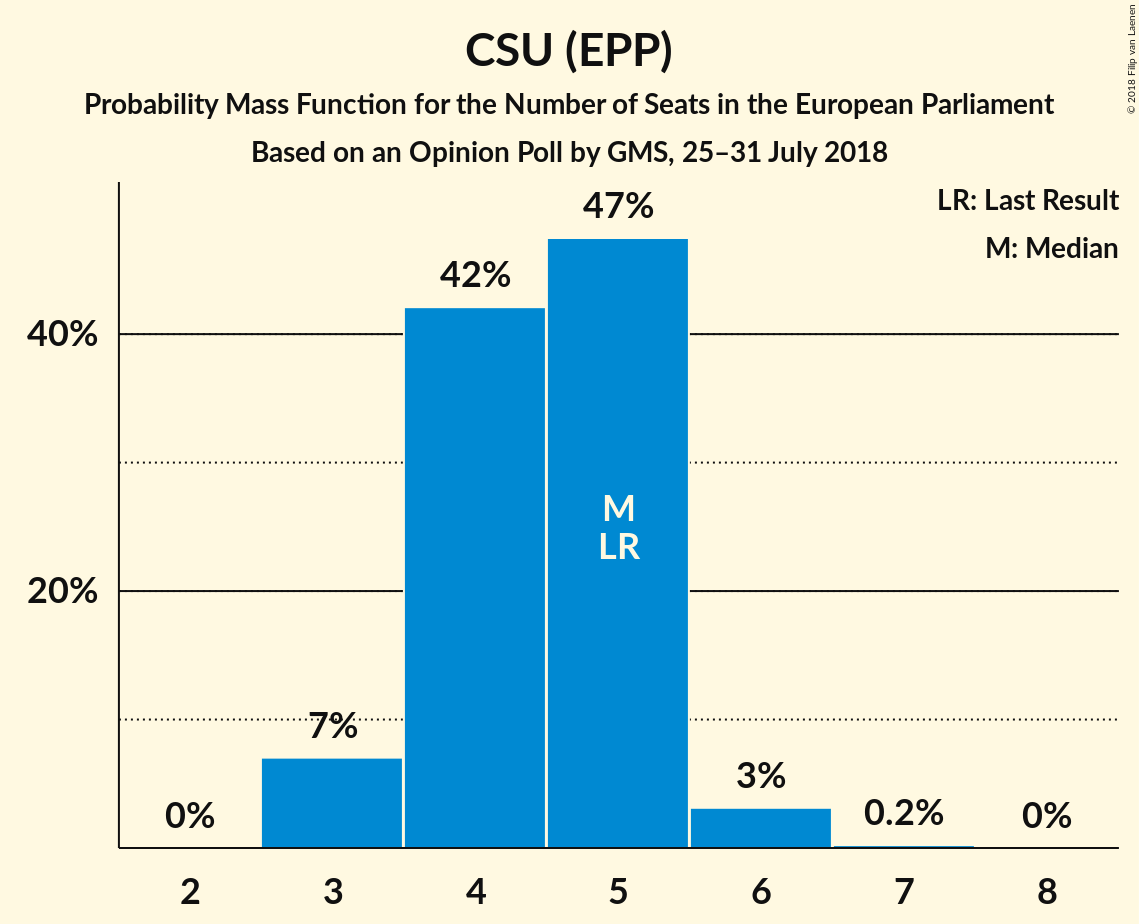 CSU (EPP)
Probability Mass Function for the Number of Seats in the European Parliament
Based on an Opinion Poll by GMS, 25–31 July 2018
© 2018 Filip van Laenen
LR: Last Result
M: Median
47%
42%
40%
M
LR
20%
7%
3%
0%
0.2%
0%
2 3 4 5 6 7 8